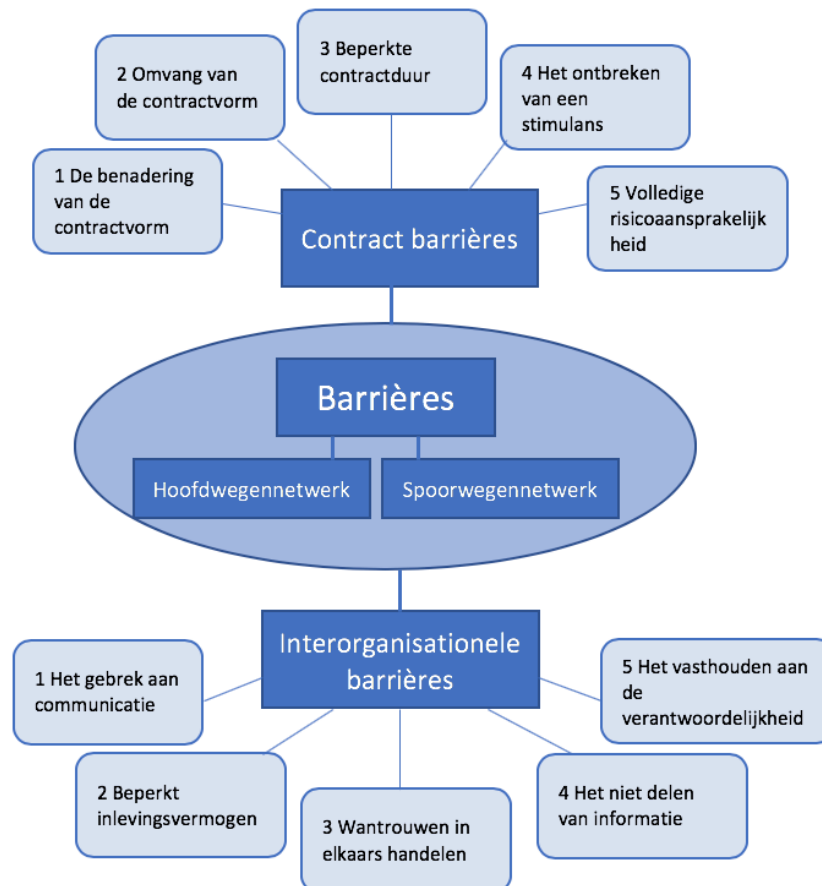 3 Beperkte
contractduur
2 Omvang van
de contractvorm
4 Het ontbreken
van een
stimulans
1 De benadering
van de
contractvorm
5 Volledige
risicoaansprakelijk
heid
Contract barrières
Barrières
Hoofdwegennetwerk
Spoorwegennetwerk
Interorganisationele
barrières
1 Het gebrek aan
communicatie
5 Het vasthouden aan
de
verantwoordelijkheid
2 Beperkt
inlevingsvermogen
4 Het niet delen
van informatie
3 Wantrouwen in
elkaars handelen